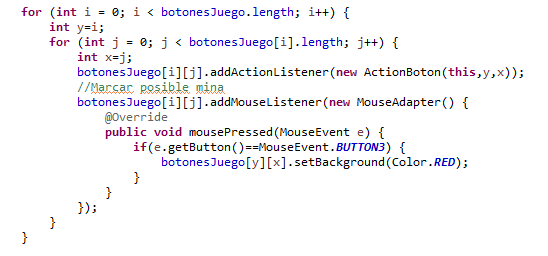 for (int i = 0; i < botonesJuego.length; i++) {
int y=i;
for (int j = 0; j < botonesJuego[i].length; j++) {
int x=j;
botonesJuego[i][j].addActionListener(new ActionBoton(this,y,x));
//Marcar posible mina
botonesJuego[i][j].addMouseListener(new MouseAdapter() {
@Override
public void mousePressed(MouseEvent e) {
if(e.getButton()==MouseEvent.BUTTON3) {
botonesJuego[y][x].setBackground(Color.RED);
}
}
});
}
}